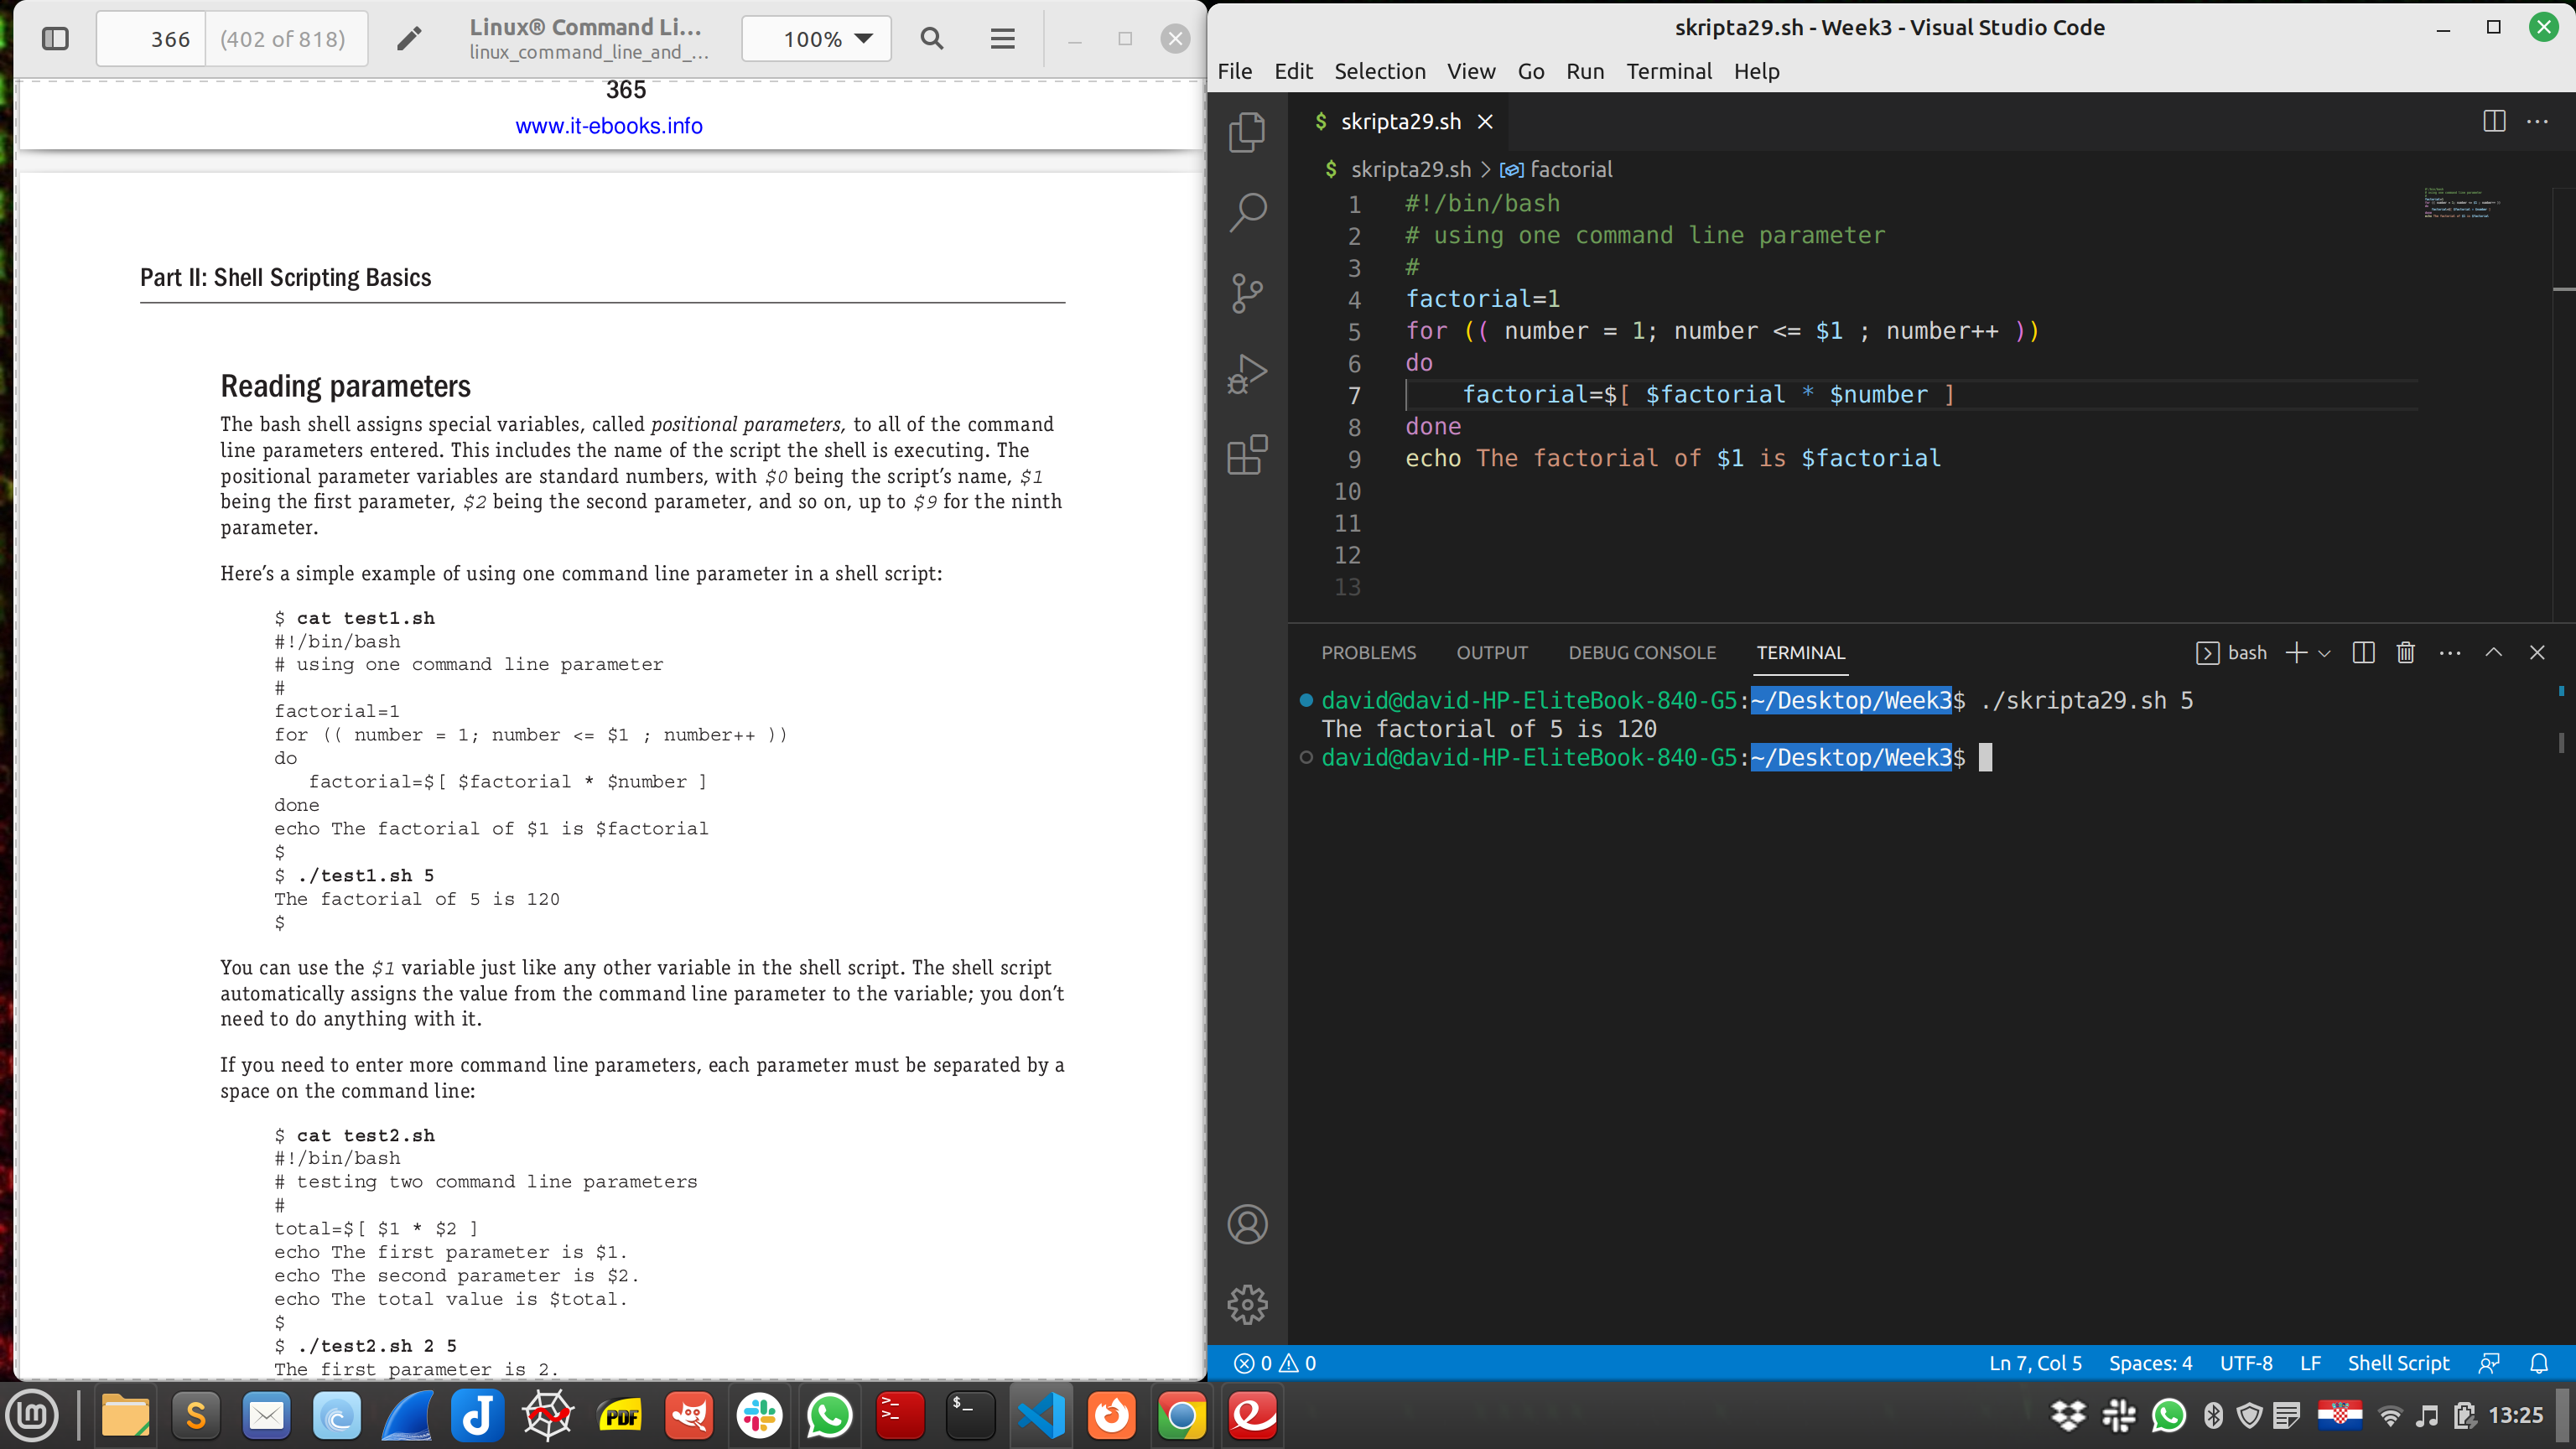 366 (402 of 818)
Linux® Command Li...
linux_command_line_and_...
100%
365
www.it-ebooks.info
Part II: Shell Scripting Basics
Reading parameters
The bash shell assigns special variables, called positional parameters, to all of the command
line parameters entered. This includes the name of the script the shell is executing. The
positional parameter variables are standard numbers, with $0 being the script's name, $1
being the first parameter, $2 being the second parameter, and so on, up to $9 for the ninth
parameter.
Here's a simple example of using one command line parameter in a shell script:
$ cat test1.sh
#!/bin/bash
# using one command line parameter
#
factorial=1
for (( number = 1; number <= $1 ; number++ ))
do
factorial=$[ $factorial * $number ]
done
echo The factorial of $1 is $factorial
$
$ ./test1.sh 5
The factorial of 5 is 120
$
You can use the $1 variable just like any other variable in the shell script. The shell script
automatically assigns the value from the command line parameter to the variable; you don't
need to do anything with it.
If you need to enter more command line parameters, each parameter must be separated by a
space on the command line:
$ cat test2.sh
#!/bin/bash
# testing two command line parameters
#
total=$[ $1 * $2 ]
echo The first parameter is $1.
echo The second parameter is $2.
echo The total value is $total.
$
$ ./test2.sh 2 5
The first parameter is 2.
skripta29.sh - Week3 - Visual Studio Code
File Edit Selection View Go Run Terminal Help
$ skripta29.sh
$ skripta29.sh > factorial
1 #!/bin/bash
2 # using one command line parameter
3 #
4 factorial=1
5 for (( number = 1; number <= $1 ; number++ ))
6 do
7 factorial=$[ $factorial * $number ]
8 done
9 echo The factorial of $1 is $factorial
10
11
12
13
PROBLEMS OUTPUT DEBUG CONSOLE TERMINAL bash
david@david-HP-EliteBook-840-G5:~/Desktop/Week3$ ./skripta29.sh 5
The factorial of 5 is 120
david@david-HP-EliteBook-840-G5:~/Desktop/Week3$
0 0 Ln 7, Col 5 Spaces: 4 UTF-8 LF Shell Script
PDF
13:25